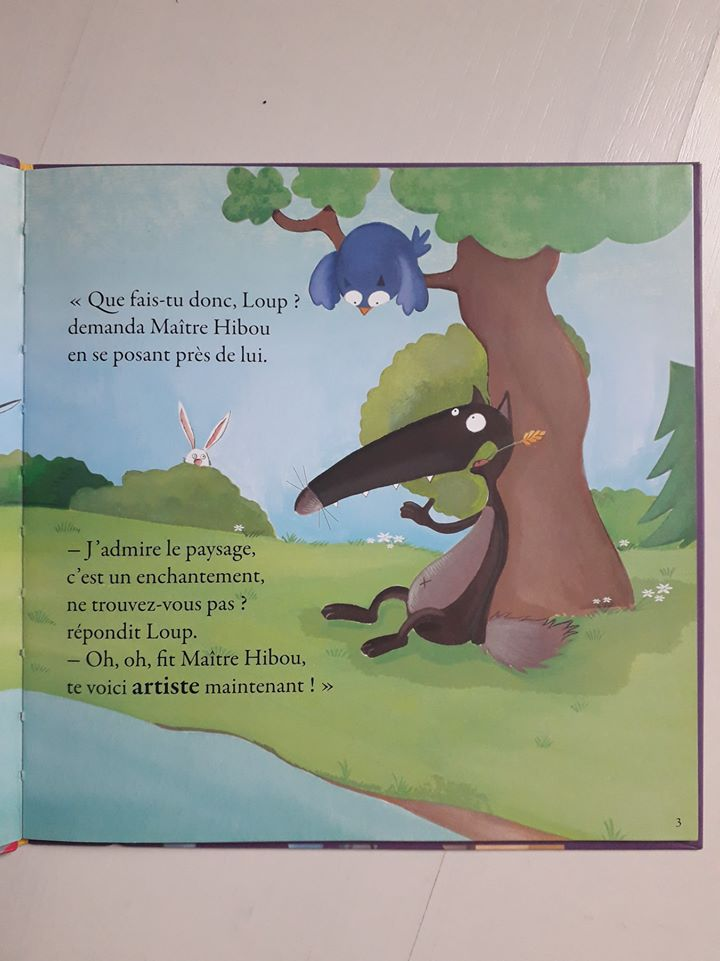 « Que fais-tu donc, Loup ?
demanda Maître Hibou
en se posant près de lui.
– J’admire le paysage,
c’est un enchantement,
ne trouvez-vous pas ?
répondit Loup.
– Oh, oh, fit Maître Hibou,
te voici artiste maintenant ! »
3